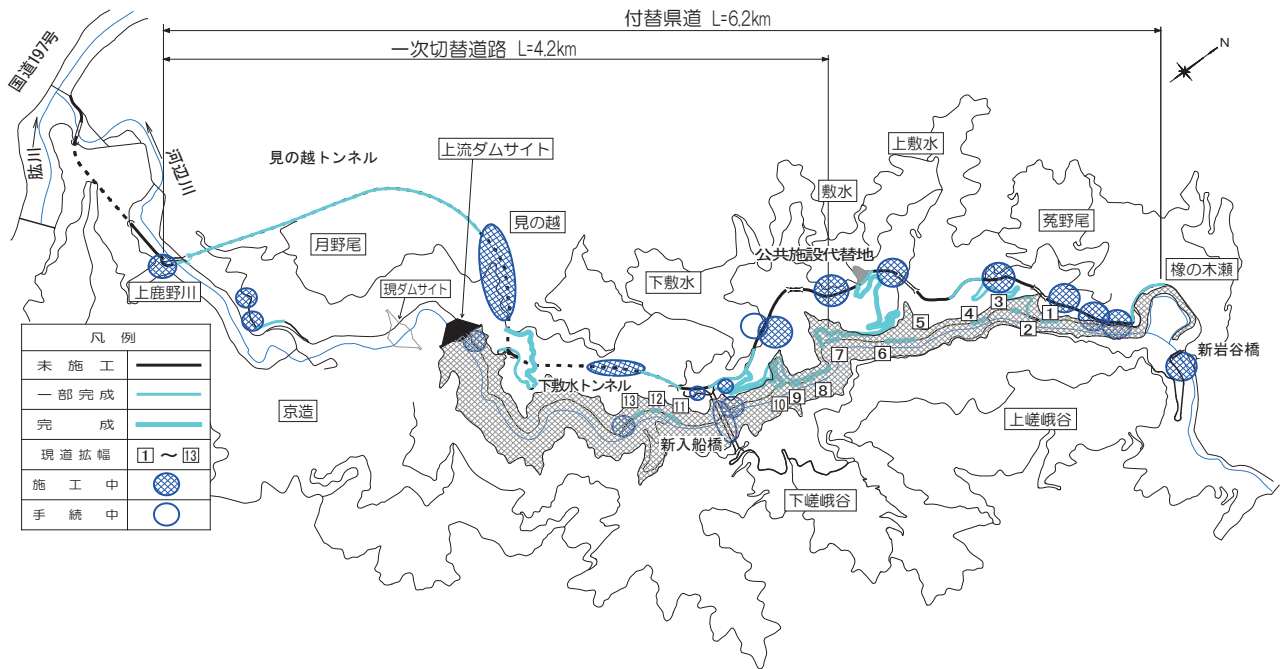 付替県道 L=6.2km
一次切替道路 L=4.2km
N
国道197号
肱川
河辺川
見の越トンネル
上流ダムサイト
上敷水
敷水
見の越
月野尾
菟野尾
公共施設代替地
下敷水
橡の木瀬
上鹿野川
現ダムサイト
3
1
5
4
2
凡例
未施工
一部完成
完成
現道拡幅 1 ～ 13
施工中
手続中
7
6
新岩谷橋
下敷水トンネル
京造
13
12
11
10
9
8
新入船橋
上嵯峨谷
下嵯峨谷